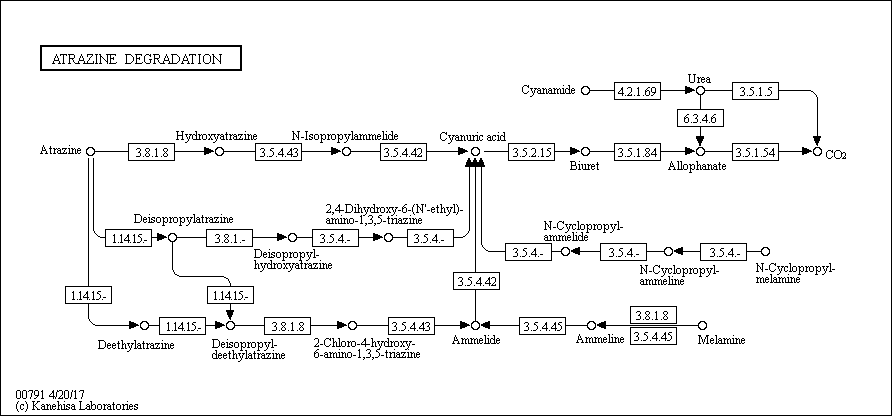 ATRAZINE DEGRADATION
Urea
Cyanamide
4.2.1.69
3.5.1.5
6.3.4.6
Hydroxyatrazine
N-Isopropylammelide
Cyanuric acid
Atrazine
3.8.1.8
3.5.4.43
3.5.4.42
3.5.2.15
3.5.1.84
3.5.1.54
CO2
Biuret
Allophanate
2,4-Dihydroxy-6-(N'-ethyl)-
amino-1,3,5-triazine
Deisopropylatrazine
1.14.15.-
3.8.1.-
3.5.4.-
3.5.4.-
Deisopropyl-
hydroxyatrazine
N-Cyclopropyl-
ammelide
3.5.4.-
3.5.4.-
3.5.4.-
N-Cyclopropyl-
ammeline
N-Cyclopropyl-
melamine
3.5.4.42
1.14.15.-
1.14.15.-
3.8.1.8
1.14.15.-
3.8.1.8
3.5.4.43
3.5.4.45
3.5.4.45
Deethylatrazine
Deisopropyl-
deethylatrazine
2-Chloro-4-hydroxy-
6-amino-1,3,5-triazine
Ammelide
Ammeline
Melamine
00791 4/20/17
(c) Kanehisa Laboratories